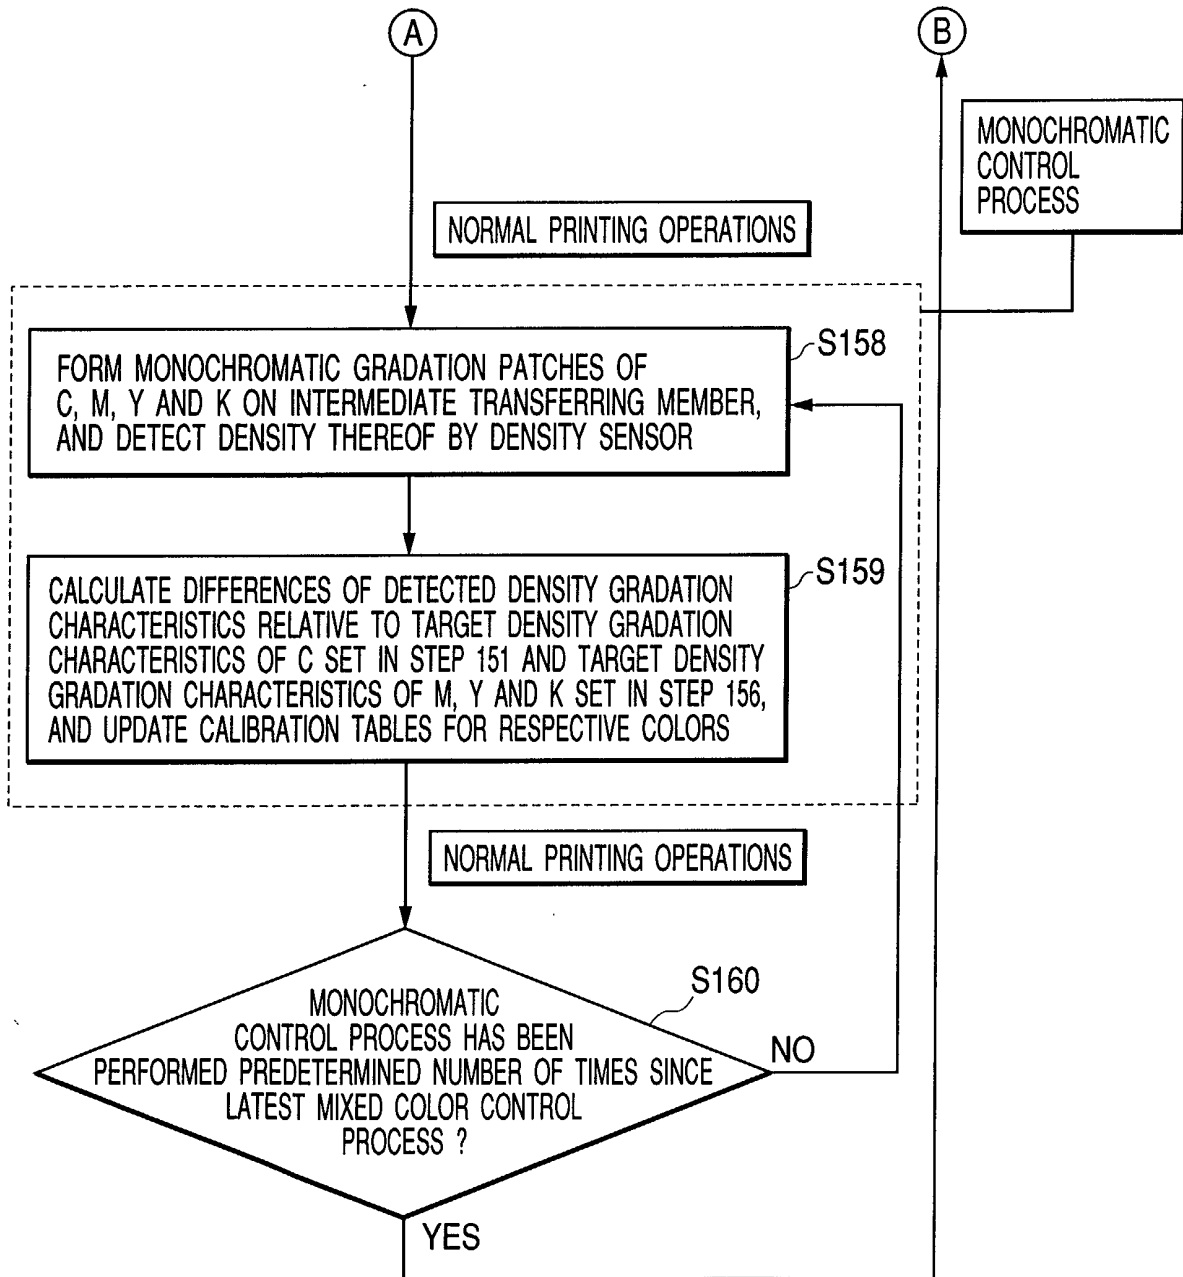 A
B
MONOCHROMATIC
CONTROL
PROCESS
NORMAL PRINTING OPERATIONS
S158
FORM MONOCHROMATIC GRADATION PATCHES OF
C, M, Y AND K ON INTERMEDIATE TRANSFERRING MEMBER,
AND DETECT DENSITY THEREOF BY DENSITY SENSOR
S159
CALCULATE DIFFERENCES OF DETECTED DENSITY GRADATION
CHARACTERISTICS RELATIVE TO TARGET DENSITY GRADATION
CHARACTERISTICS OF C SET IN STEP 151 AND TARGET DENSITY
GRADATION CHARACTERISTICS OF M, Y AND K SET IN STEP 156,
AND UPDATE CALIBRATION TABLES FOR RESPECTIVE COLORS
NORMAL PRINTING OPERATIONS
S160
MONOCHROMATIC
CONTROL PROCESS HAS BEEN
PERFORMED PREDETERMINED NUMBER OF TIMES SINCE
LATEST MIXED COLOR CONTROL
PROCESS ?
NO
YES